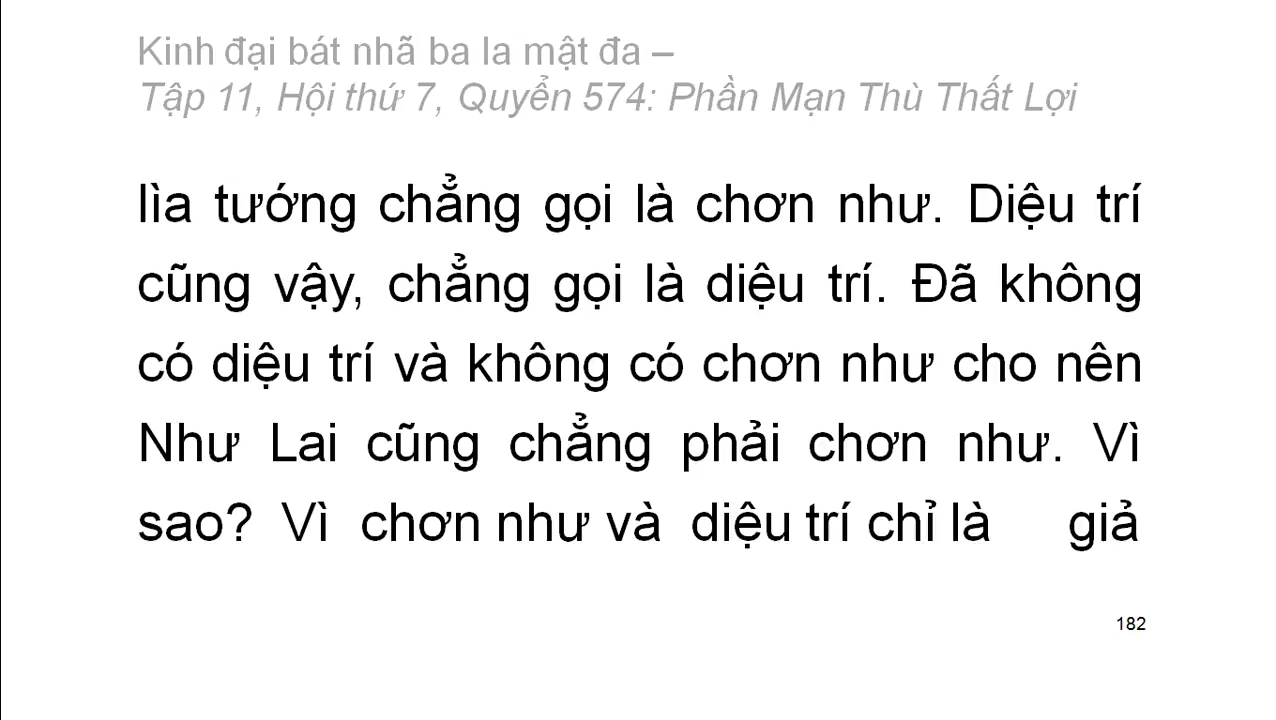 Kinh đại bát nhã ba la mật đa –
Tập 11, Hội thứ 7, Quyển 574: Phần Mạn Thù Thất Lợi
lìa tướng chẳng gọi là chơn như. Diệu trí
cũng vậy, chẳng gọi là diệu trí. Đã không
có diệu trí và không có chơn như cho nên
Như Lai cũng chẳng phải chơn như. Vì
sao? Vì chơn như và diệu trí chỉ là giả
182